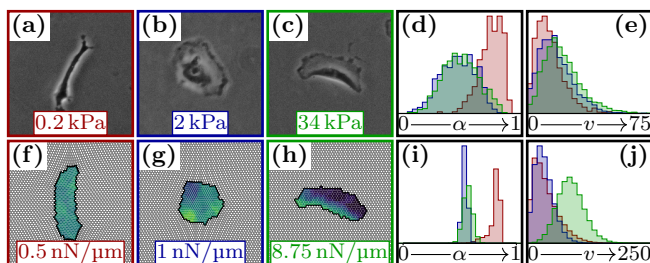 (a) (b) (c) (d) (e)
0.2 kPa 2 kPa 34 kPa 0 α 1 0 v 75
(f) (g) (h) (i) (j)
0.5 nN/µm 1 nN/µm 8.75 nN/µm 0 α 1 0 v 250